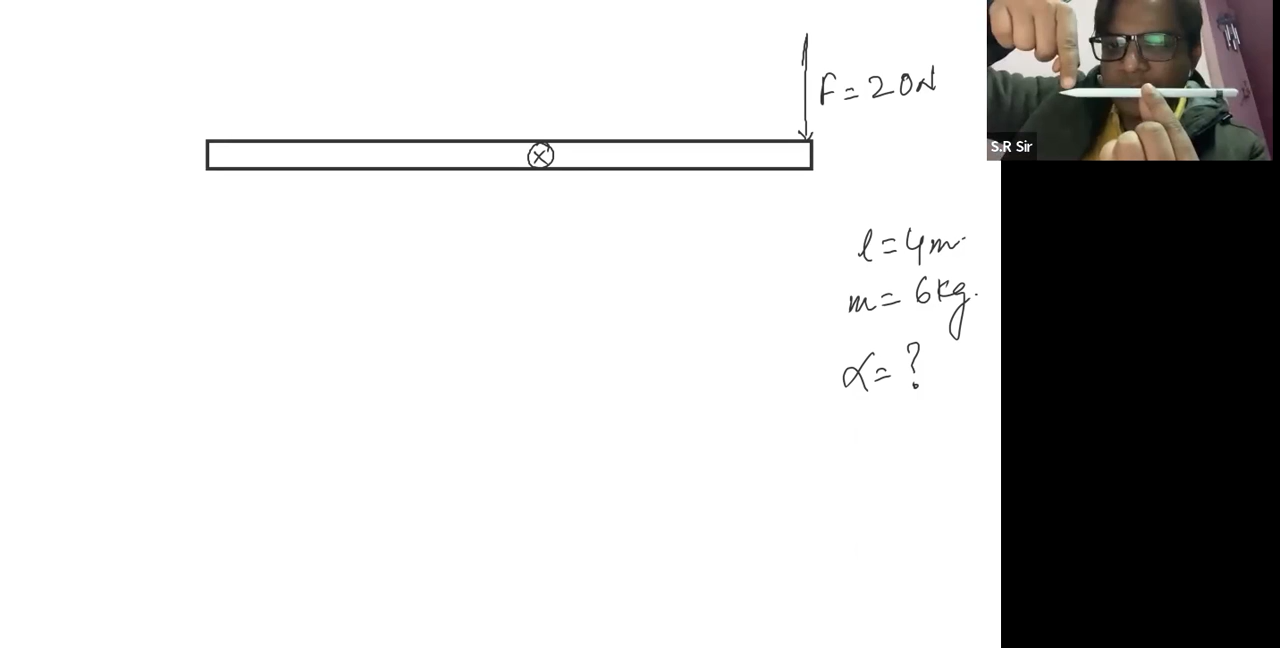 F = 20N
S.R Sir
l = 4m.
m = 6kg.
α = ?